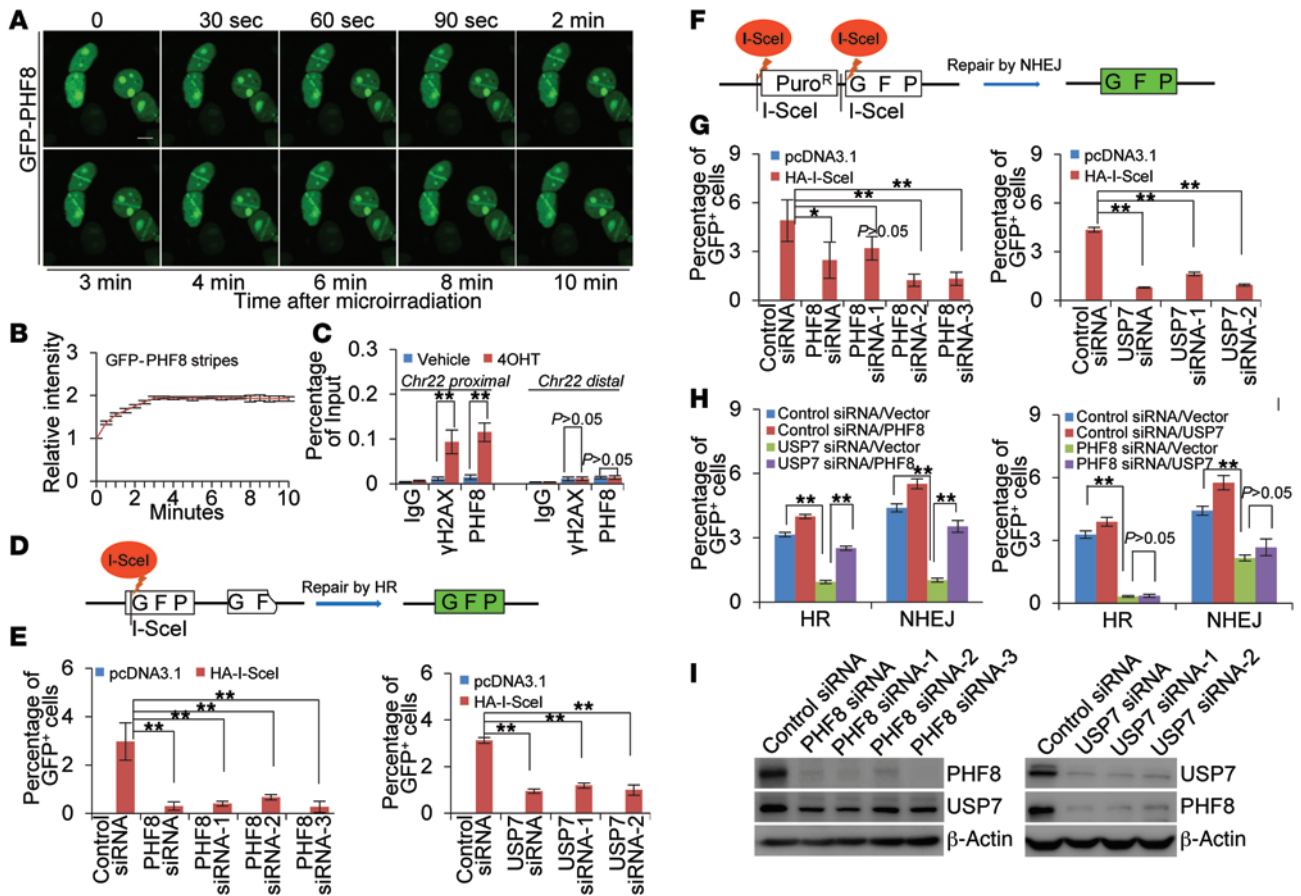 A
0 30 sec 60 sec 90 sec 2 min
GFP-PHF8
3 min 4 min 6 min 8 min 10 min
Time after microirradiation
B
GFP-PHF8 stripes
Relative intensity
3
2
1
0
0 2 4 6 8 10
Minutes
C
Vehicle 4OHT
Chr22 proximal Chr22 distal
Percentage of Input
0.2
0.1
0
** **
P>0.05
P>0.05
IgG γH2AX PHF8 IgG γH2AX PHF8
D
I-SceI
G F P G F
I-SceI
Repair by HR
G F P
E
pcDNA3.1
HA-I-SceI
Percentage of GFP+ cells
6
4
2
0
**
**
**
**
Control siRNA
PHF8 siRNA
PHF8 siRNA-1
PHF8 siRNA-2
PHF8 siRNA-3
pcDNA3.1
HA-I-SceI
Percentage of GFP+ cells
6
4
2
0
**
**
**
Control siRNA
USP7 siRNA
USP7 siRNA-1
USP7 siRNA-2
F
I-SceI I-SceI
PuroR G F P
I-SceI I-SceI
Repair by NHEJ
G F P
G
pcDNA3.1
HA-I-SceI
Percentage of GFP+ cells
9
6
3
0
**
**
*
P>0.05
Control siRNA
PHF8 siRNA
PHF8 siRNA-1
PHF8 siRNA-2
PHF8 siRNA-3
pcDNA3.1
HA-I-SceI
Percentage of GFP+ cells
9
6
3
0
**
**
**
Control siRNA
USP7 siRNA
USP7 siRNA-1
USP7 siRNA-2
H
Control siRNA/Vector
Control siRNA/PHF8
USP7 siRNA/Vector
USP7 siRNA/PHF8
Percentage of GFP+ cells
9
6
3
0
** ** ** **
HR NHEJ
Control siRNA/Vector
Control siRNA/USP7
PHF8 siRNA/Vector
PHF8 siRNA/USP7
Percentage of GFP+ cells
9
6
3
0
** **
P>0.05
P>0.05
HR NHEJ
I
Control siRNA
PHF8 siRNA
PHF8 siRNA-1
PHF8 siRNA-2
PHF8 siRNA-3
PHF8
USP7
β-Actin
Control siRNA
USP7 siRNA
USP7 siRNA-1
USP7 siRNA-2
USP7
PHF8
β-Actin